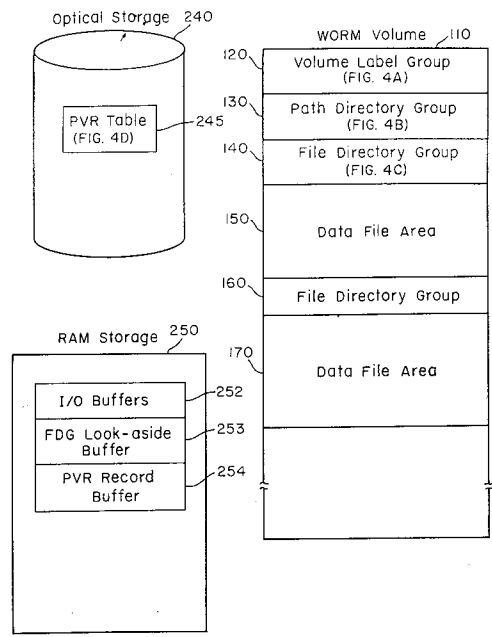 Optical Storage 240
PVR Table
(FIG. 4D)
245
RAM Storage 250
I/O Buffers
252
FDG Look-aside
Buffer
253
PVR Record
Buffer
254
WORM Volume 110
120
Volume Label Group
(FIG. 4A)
130
Path Directory Group
(FIG. 4B)
140
File Directory Group
(FIG. 4C)
150
Data File Area
160
File Directory Group
170
Data File Area